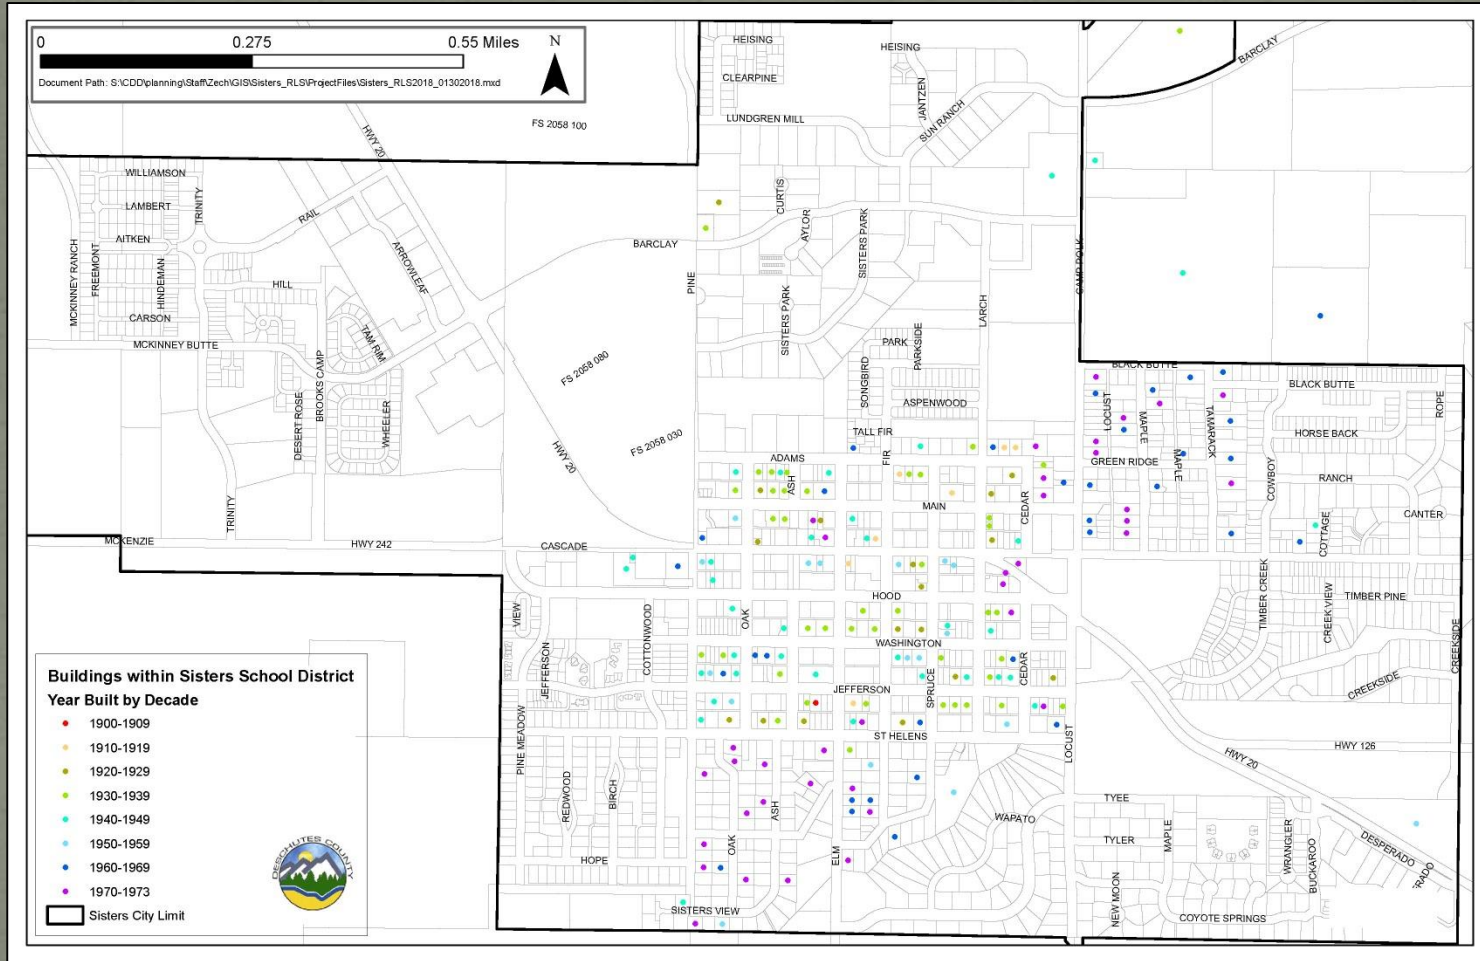 0 0.275 0.55 Miles
N
Document Path: S:\CDD\planning\Staff\Zech\GIS\Sisters_RLS\ProjectFiles\Sisters_RLS2018_01302018.mxd
FS 2058 100
HWY 20
HEISING
HEISING
CLEARPINE
JANTZEN
LUNDGREN MILL
SUN RANCH
BARCLAY
WILLIAMSON
LAMBERT
TRINITY
AITKEN
RAIL
MCKINNEY RANCH
FREEMONT
HINDEMAN
HILL
ARROWLEAF
CARSON
MCKINNEY BUTTE
TAM RIM
BROOKS CAMP
DESERT ROSE
WHEELER
TRINITY
BARCLAY
PINE
CURTIS
AYLOR
SISTERS PARK
SISTERS PARK
LARCH
CAMP POLK
FS 2058 080
FS 2058 030
HWY 20
PARK
PARKSIDE
SONGBIRD
ASPENWOOD
TALL FIR
FIR
ADAMS
ASH
MAIN
CEDAR
BLACK BUTTE
BLACK BUTTE
LOCUST
MAPLE
MAPLE
TAMARACK
GREEN RIDGE
COWBOY
HORSE BACK
ROPE
RANCH
CANTER
COTTAGE
MCKENZIE
HWY 242
CASCADE
HOOD
OAK
WASHINGTON
VIEW
JEFFERSON
COTTONWOOD
JEFFERSON
SPRUCE
CEDAR
ST HELENS
LOCUST
TIMBER CREEK
CREEK VIEW
TIMBER PINE
CREEKSIDE
CREEKSIDE
HWY 126
HWY 20
PINE MEADOW
REDWOOD
BIRCH
HOPE
OAK
ASH
ELM
WAPATO
SISTERS VIEW
TYEE
TYLER
MAPLE
NEW MOON
WRANGLER
BUCKAROO
DESPERADO
RADO
COYOTE SPRINGS
Buildings within Sisters School District
Year Built by Decade
1900-1909
1910-1919
1920-1929
1930-1939
1940-1949
1950-1959
1960-1969
1970-1973
Sisters City Limit
DESCHUTES COUNTY